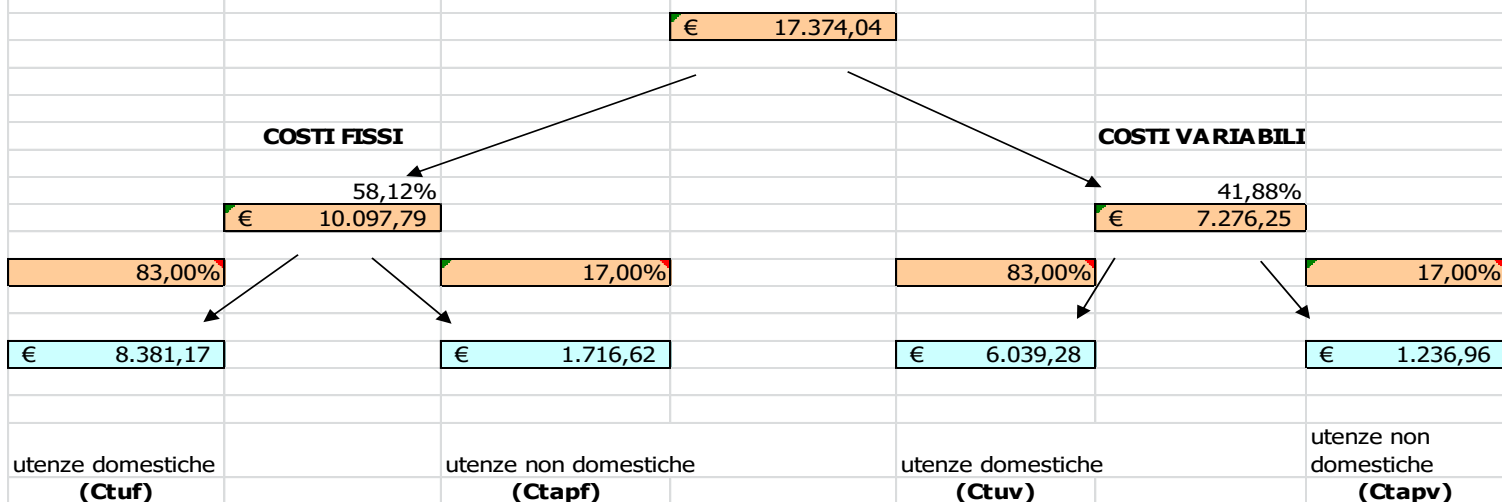 € 17.374,04
COSTI FISSI COSTI VARIABILI
58,12% 41,88%
€ 10.097,79 € 7.276,25
83,00% 17,00% 83,00% 17,00%
€ 8.381,17 € 1.716,62 € 6.039,28 € 1.236,96
utenze domestiche utenze non domestiche utenze domestiche utenze non domestiche
(Ctuf) (Ctapf) (Ctuv) (Ctapv)